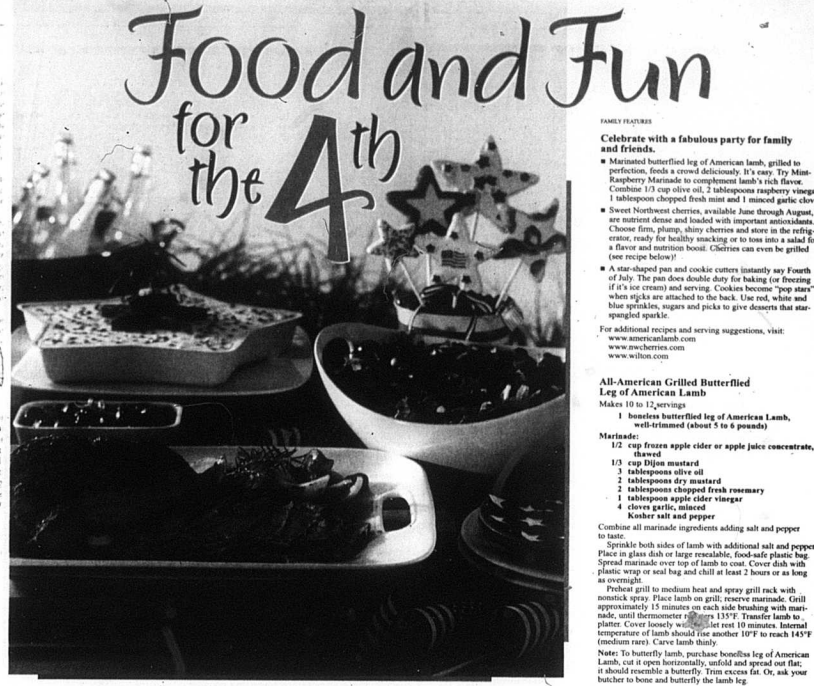 Food and Fun
for
the 4th
FAMILY FEATURES
Celebrate with a fabulous party for family
and friends.
■ Marinated butterflied leg of American lamb, grilled to
perfection, feeds a crowd deliciously. It's easy. Try Mint-
Raspberry Marinade to complement lamb's rich flavor.
Combine 1/3 cup olive oil, 2 tablespoons raspberry vinega
1 tablespoon chopped fresh mint and 1 minced garlic clov
■ Sweet Northwest cherries, available June through August,
are nutrient dense and loaded with important antioxidants.
Choose firm, plump, shiny cherries and store in the refrig-
erator, ready for healthy snacking or to toss into a salad fo
a flavor and nutrition boost. Cherries can even be grilled
(see recipe below)!
■ A star-shaped pan and cookie cutters instantly say Fourth
of July. The pan does double duty for baking (or freezing
if it's ice cream) and serving. Cookies become "pop stars"
when sticks are attached to the back. Use red, white and
blue sprinkles, sugars and picks to give desserts that star-
spangled sparkle.
For additional recipes and serving suggestions, visit:
www.americanlamb.com
www.nwcherries.com
www.wilton.com
All-American Grilled Butterflied
Leg of American Lamb
Makes 10 to 12 servings
1 boneless butterflied leg of American Lamb,
well-trimmed (about 5 to 6 pounds)
Marinade:
1/2 cup frozen apple cider or apple juice concentrate,
thawed
1/3 cup Dijon mustard
3 tablespoons olive oil
2 tablespoons dry mustard
2 tablespoons chopped fresh rosemary
1 tablespoon apple cider vinegar
4 cloves garlic, minced
Kosher salt and pepper
Combine all marinade ingredients adding salt and pepper
to taste.
Sprinkle both sides of lamb with additional salt and pepper
Place in glass dish or large resealable, food-safe plastic bag.
Spread marinade over top of lamb to coat. Cover dish with
plastic wrap or seal bag and chill at least 2 hours or as long
as overnight.
Preheat grill to medium heat and spray grill rack with
nonstick spray. Place lamb on grill; reserve marinade. Grill
approximately 15 minutes on each side brushing with mari-
nade, until thermometer 135°F. Transfer lamb to
platter. Cover loosely let rest 10 minutes. Internal
temperature of lamb should rise another 10°F to reach 145°F
(medium rare). Carve lamb thinly.
Note: To butterfly lamb, purchase boneless leg of American
Lamb, cut it open horizontally, unfold and spread out flat;
it should resemble a butterfly. Trim excess fat. Or, ask your
butcher to bone and butterfly the lamb leg.